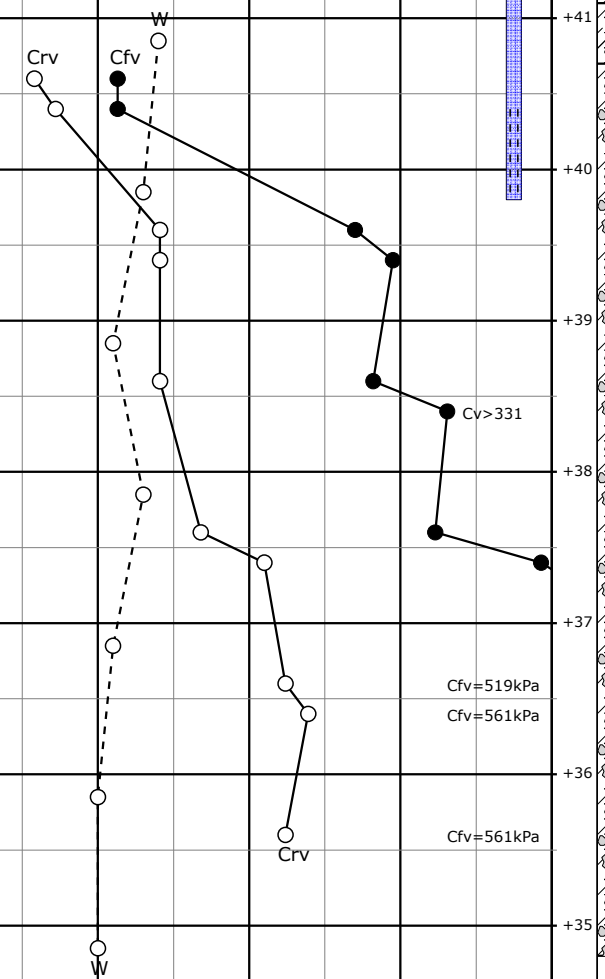 +41
W
Crv
Cfv
+40
+39
Cv>331
+38
+37
Cfv=519kPa
Cfv=561kPa
+36
Cfv=561kPa
Crv
+35
W